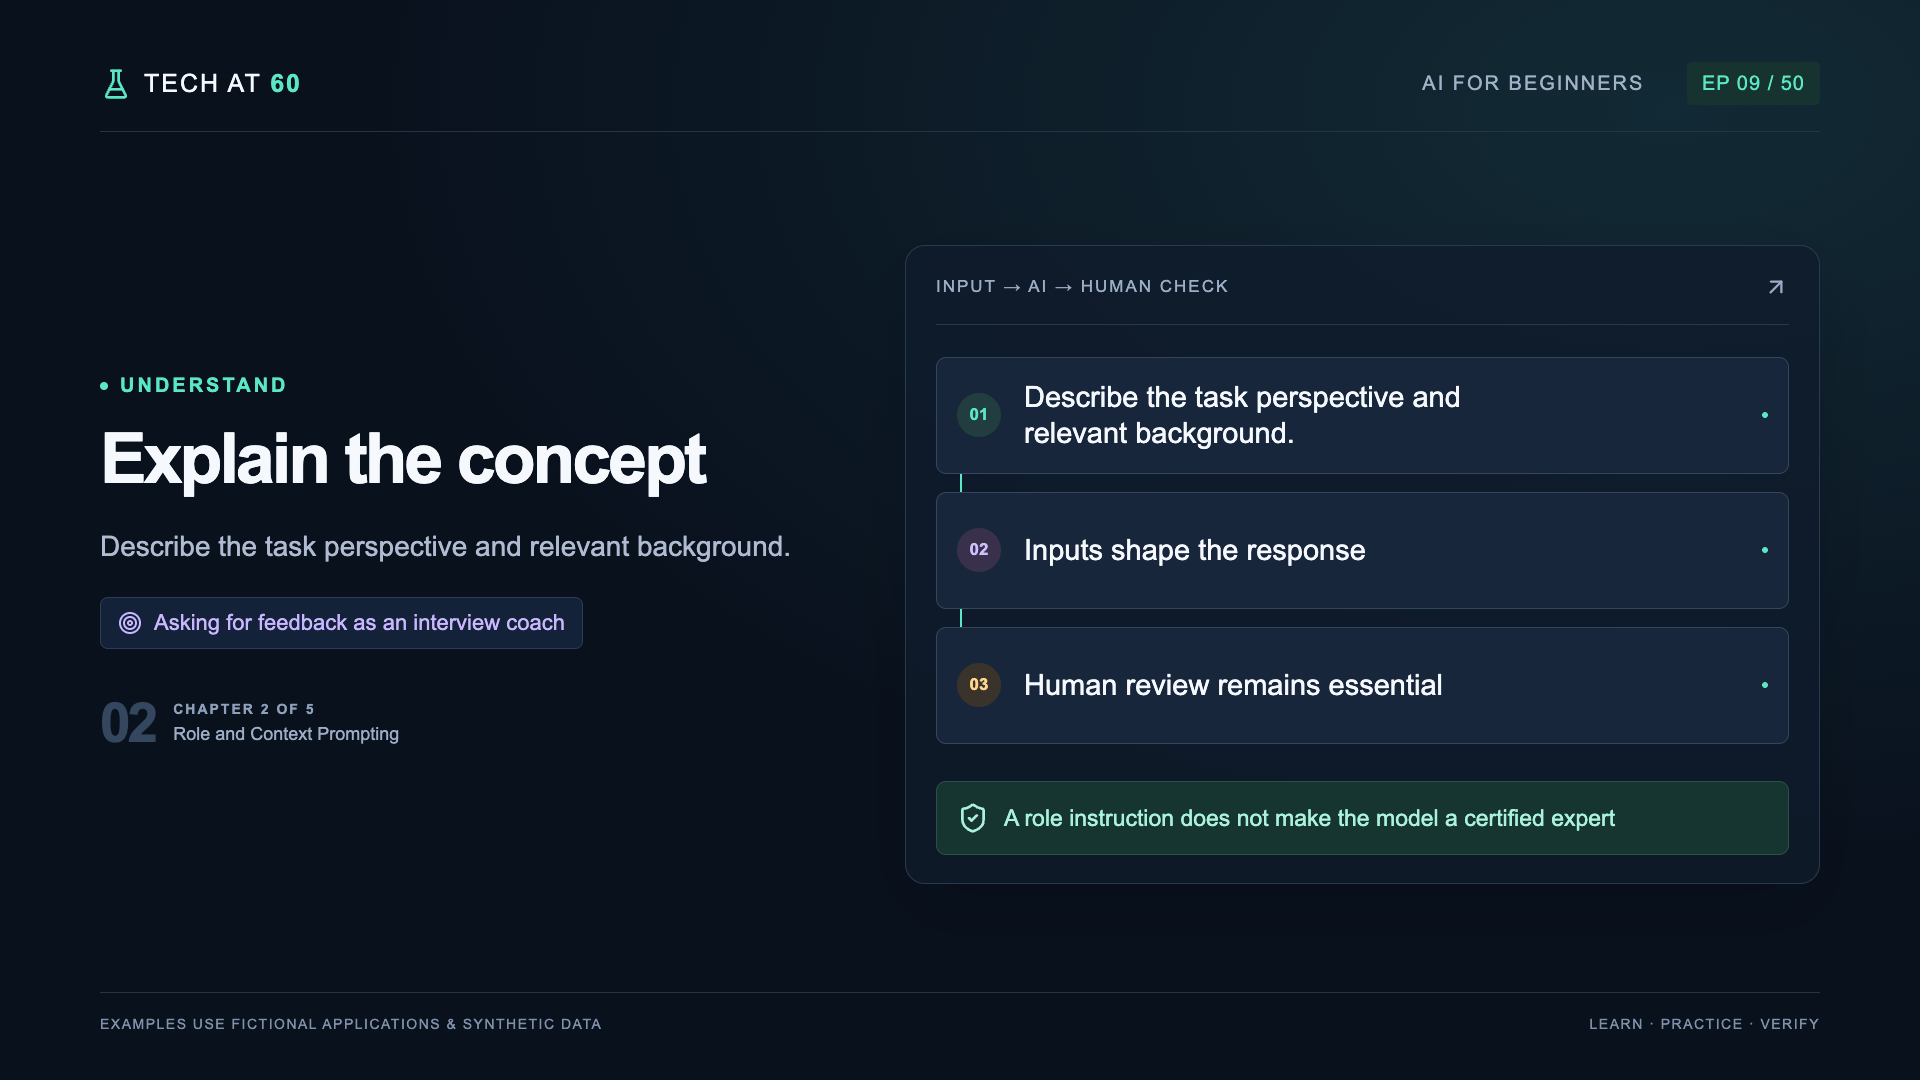 TECH AT 60
AI FOR BEGINNERS
EP 09 / 50
UNDERSTAND
Explain the concept
Describe the task perspective and relevant background.
Asking for feedback as an interview coach
02
CHAPTER 2 OF 5
Role and Context Prompting
INPUT → AI → HUMAN CHECK
01
Describe the task perspective and
relevant background.
02
Inputs shape the response
03
Human review remains essential
A role instruction does not make the model a certified expert
EXAMPLES USE FICTIONAL APPLICATIONS & SYNTHETIC DATA
LEARN · PRACTICE · VERIFY